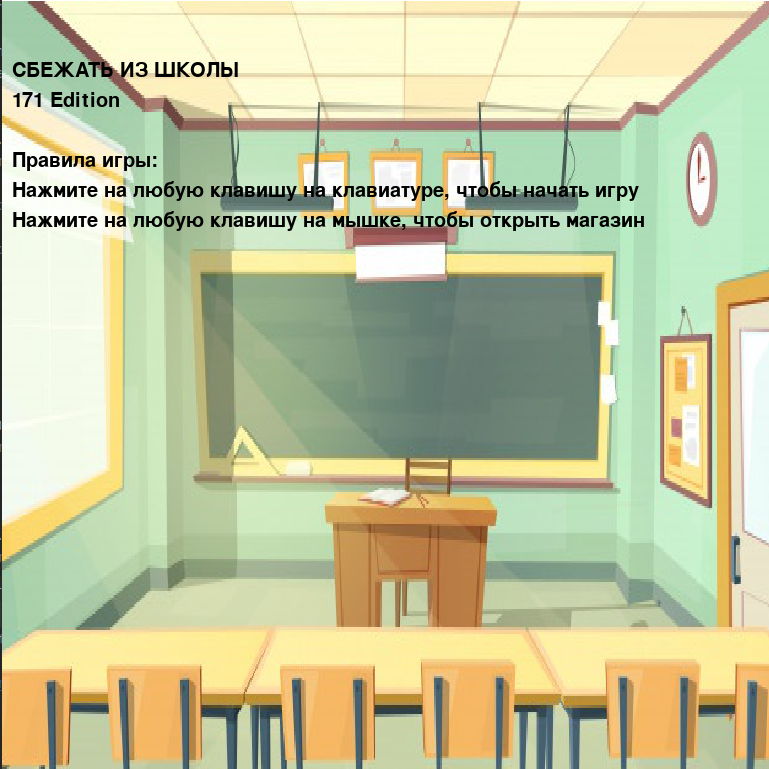 СБЕЖАТЬ ИЗ ШКОЛЫ
171 Edition
Правила игры:
Нажмите на любую клавишу на клавиатуре, чтобы начать игру
Нажмите на любую клавишу на мышке, чтобы открыть магазин